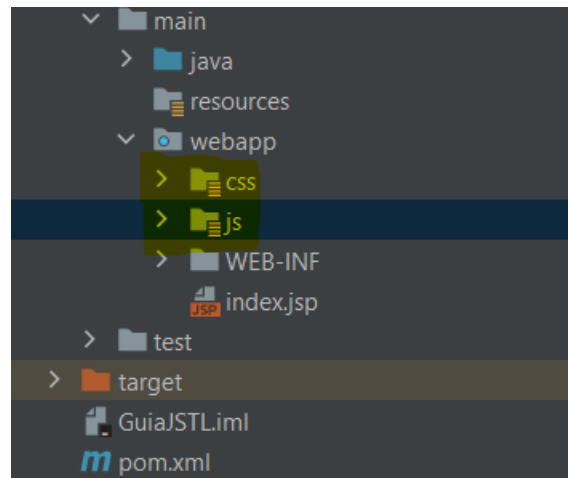 main
java
resources
webapp
css
js
WEB-INF
JSP index.jsp
test
target
GuiaJSTL.iml
m pom.xml